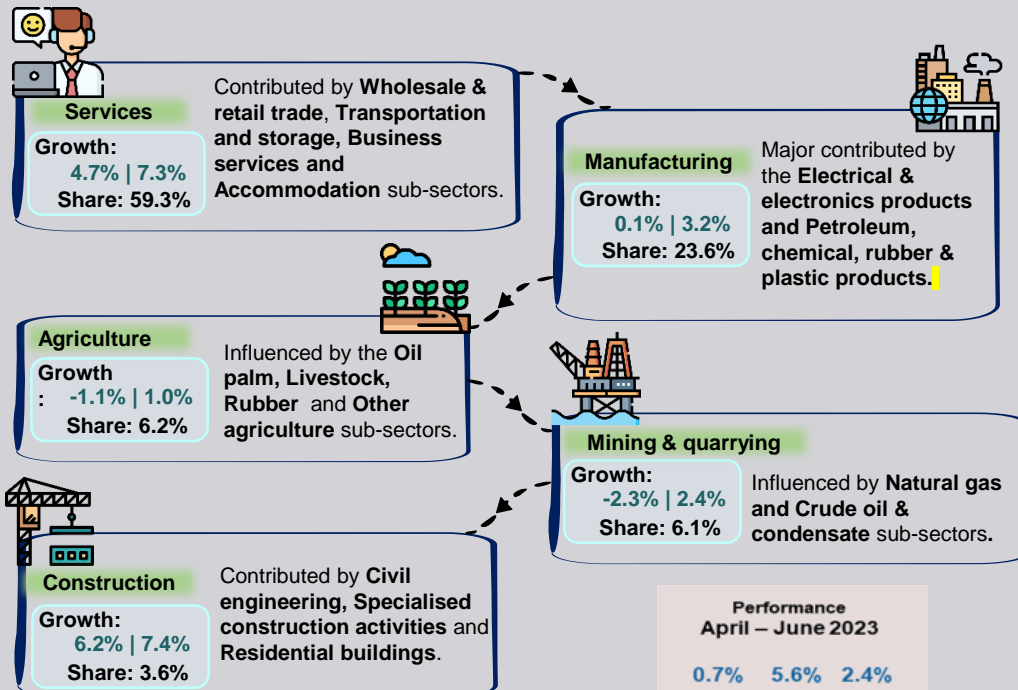 Services
Growth:
4.7% | 7.3%
Share: 59.3%
Contributed by Wholesale &
retail trade, Transportation
and storage, Business
services and
Accommodation sub-sectors.
Manufacturing
Growth:
0.1% | 3.2%
Share: 23.6%
Major contributed by
the Electrical &
electronics products
and Petroleum,
chemical, rubber &
plastic products.
Agriculture
Growth
: -1.1% | 1.0%
Share: 6.2%
Influenced by the Oil
palm, Livestock,
Rubber and Other
agriculture sub-sectors.
Mining & quarrying
Growth:
-2.3% | 2.4%
Share: 6.1%
Influenced by Natural gas
and Crude oil &
condensate sub-sectors.
Construction
Growth:
6.2% | 7.4%
Share: 3.6%
Contributed by Civil
engineering, Specialised
construction activities and
Residential buildings.
Performance
April – June 2023
0.7% 5.6% 2.4%